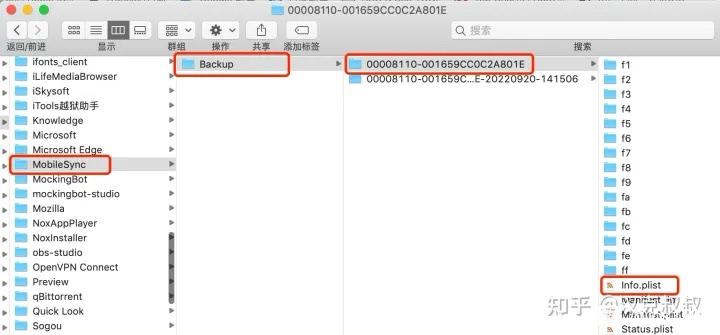 00008110-001659CC0C2A801E
返回/前进
显示
群组
操作
共享
添加标签
搜索
搜索
ifonts_client
iLifeMediaBrowser
iSkysoft
iTools越狱助手
Knowledge
Microsoft
Microsoft Edge
MobileSync
MockingBot
mockingbot-studio
Mozilla
NoxAppPlayer
NoxInstaller
obs-studio
OpenVPN Connect
Preview
qBittorrent
Quick Look
Sogou
Backup
00008110-001659CC0C2A801E
00008110-001659C...E-20220920-141506
f1
f2
f3
f4
f5
f6
f7
f8
f9
fa
fb
fc
fd
fe
ff
Info.plist
Manifest.plist
Status.plist
知乎